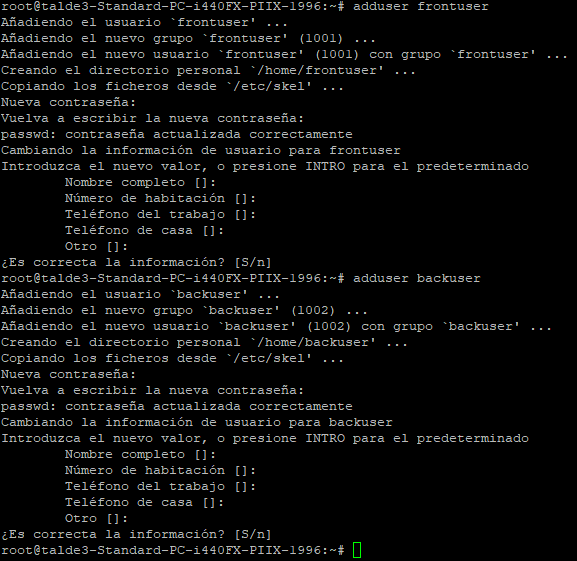 root@talde3-Standard-PC-i440FX-PIIX-1996:~# adduser frontuser
Añadiendo el usuario `frontuser' ...
Añadiendo el nuevo grupo `frontuser' (1001) ...
Añadiendo el nuevo usuario `frontuser' (1001) con grupo `frontuser' ...
Creando el directorio personal `/home/frontuser' ...
Copiando los ficheros desde `/etc/skel' ...
Nueva contraseña:
Vuelva a escribir la nueva contraseña:
passwd: contraseña actualizada correctamente
Cambiando la información de usuario para frontuser
Introduzca el nuevo valor, o presione INTRO para el predeterminado
        Nombre completo []:
        Número de habitación []:
        Teléfono del trabajo []:
        Teléfono de casa []:
        Otro []:
¿Es correcta la información? [S/n]
root@talde3-Standard-PC-i440FX-PIIX-1996:~# adduser backuser
Añadiendo el usuario `backuser' ...
Añadiendo el nuevo grupo `backuser' (1002) ...
Añadiendo el nuevo usuario `backuser' (1002) con grupo `backuser' ...
Creando el directorio personal `/home/backuser' ...
Copiando los ficheros desde `/etc/skel' ...
Nueva contraseña:
Vuelva a escribir la nueva contraseña:
passwd: contraseña actualizada correctamente
Cambiando la información de usuario para backuser
Introduzca el nuevo valor, o presione INTRO para el predeterminado
        Nombre completo []:
        Número de habitación []:
        Teléfono del trabajo []:
        Teléfono de casa []:
        Otro []:
¿Es correcta la información? [S/n]
root@talde3-Standard-PC-i440FX-PIIX-1996:~#